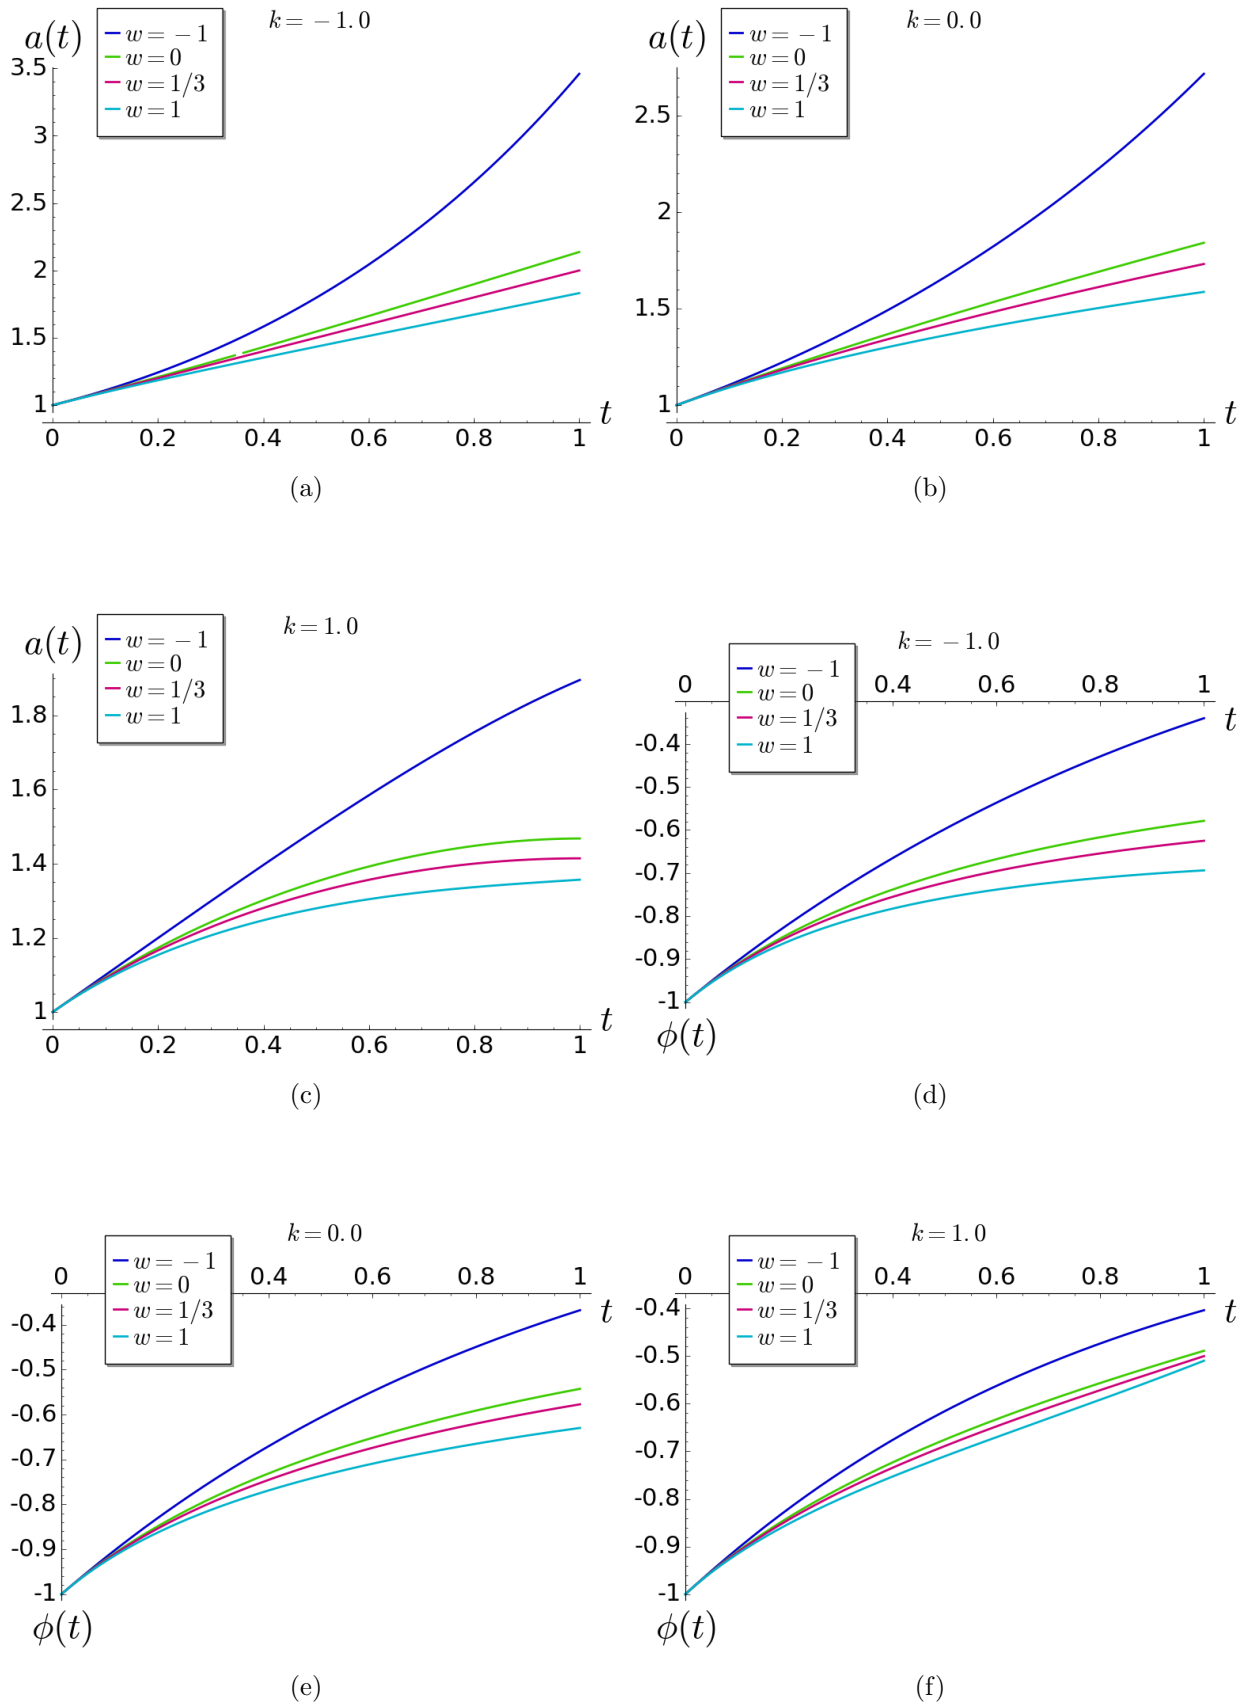 k = −1.0
a(t)
w = −1
w = 0
w = 1/3
w = 1
3.5
3
2.5
2
1.5
1
0 0.2 0.4 0.6 0.8 1
t
(a)
k = 0.0
a(t)
w = −1
w = 0
w = 1/3
w = 1
2.5
2
1.5
1
0 0.2 0.4 0.6 0.8 1
t
(b)
k = 1.0
a(t)
w = −1
w = 0
w = 1/3
w = 1
1.8
1.6
1.4
1.2
1
0 0.2 0.4 0.6 0.8 1
t
(c)
k = −1.0
w = −1
w = 0
w = 1/3
w = 1
0 0.4 0.6 0.8 1
t
-0.4
-0.5
-0.6
-0.7
-0.8
-0.9
-1
ϕ(t)
(d)
k = 0.0
w = −1
w = 0
w = 1/3
w = 1
0 0.4 0.6 0.8 1
t
-0.4
-0.5
-0.6
-0.7
-0.8
-0.9
-1
ϕ(t)
(e)
k = 1.0
w = −1
w = 0
w = 1/3
w = 1
0 0.4 0.6 0.8 1
t
-0.4
-0.5
-0.6
-0.7
-0.8
-0.9
-1
ϕ(t)
(f)